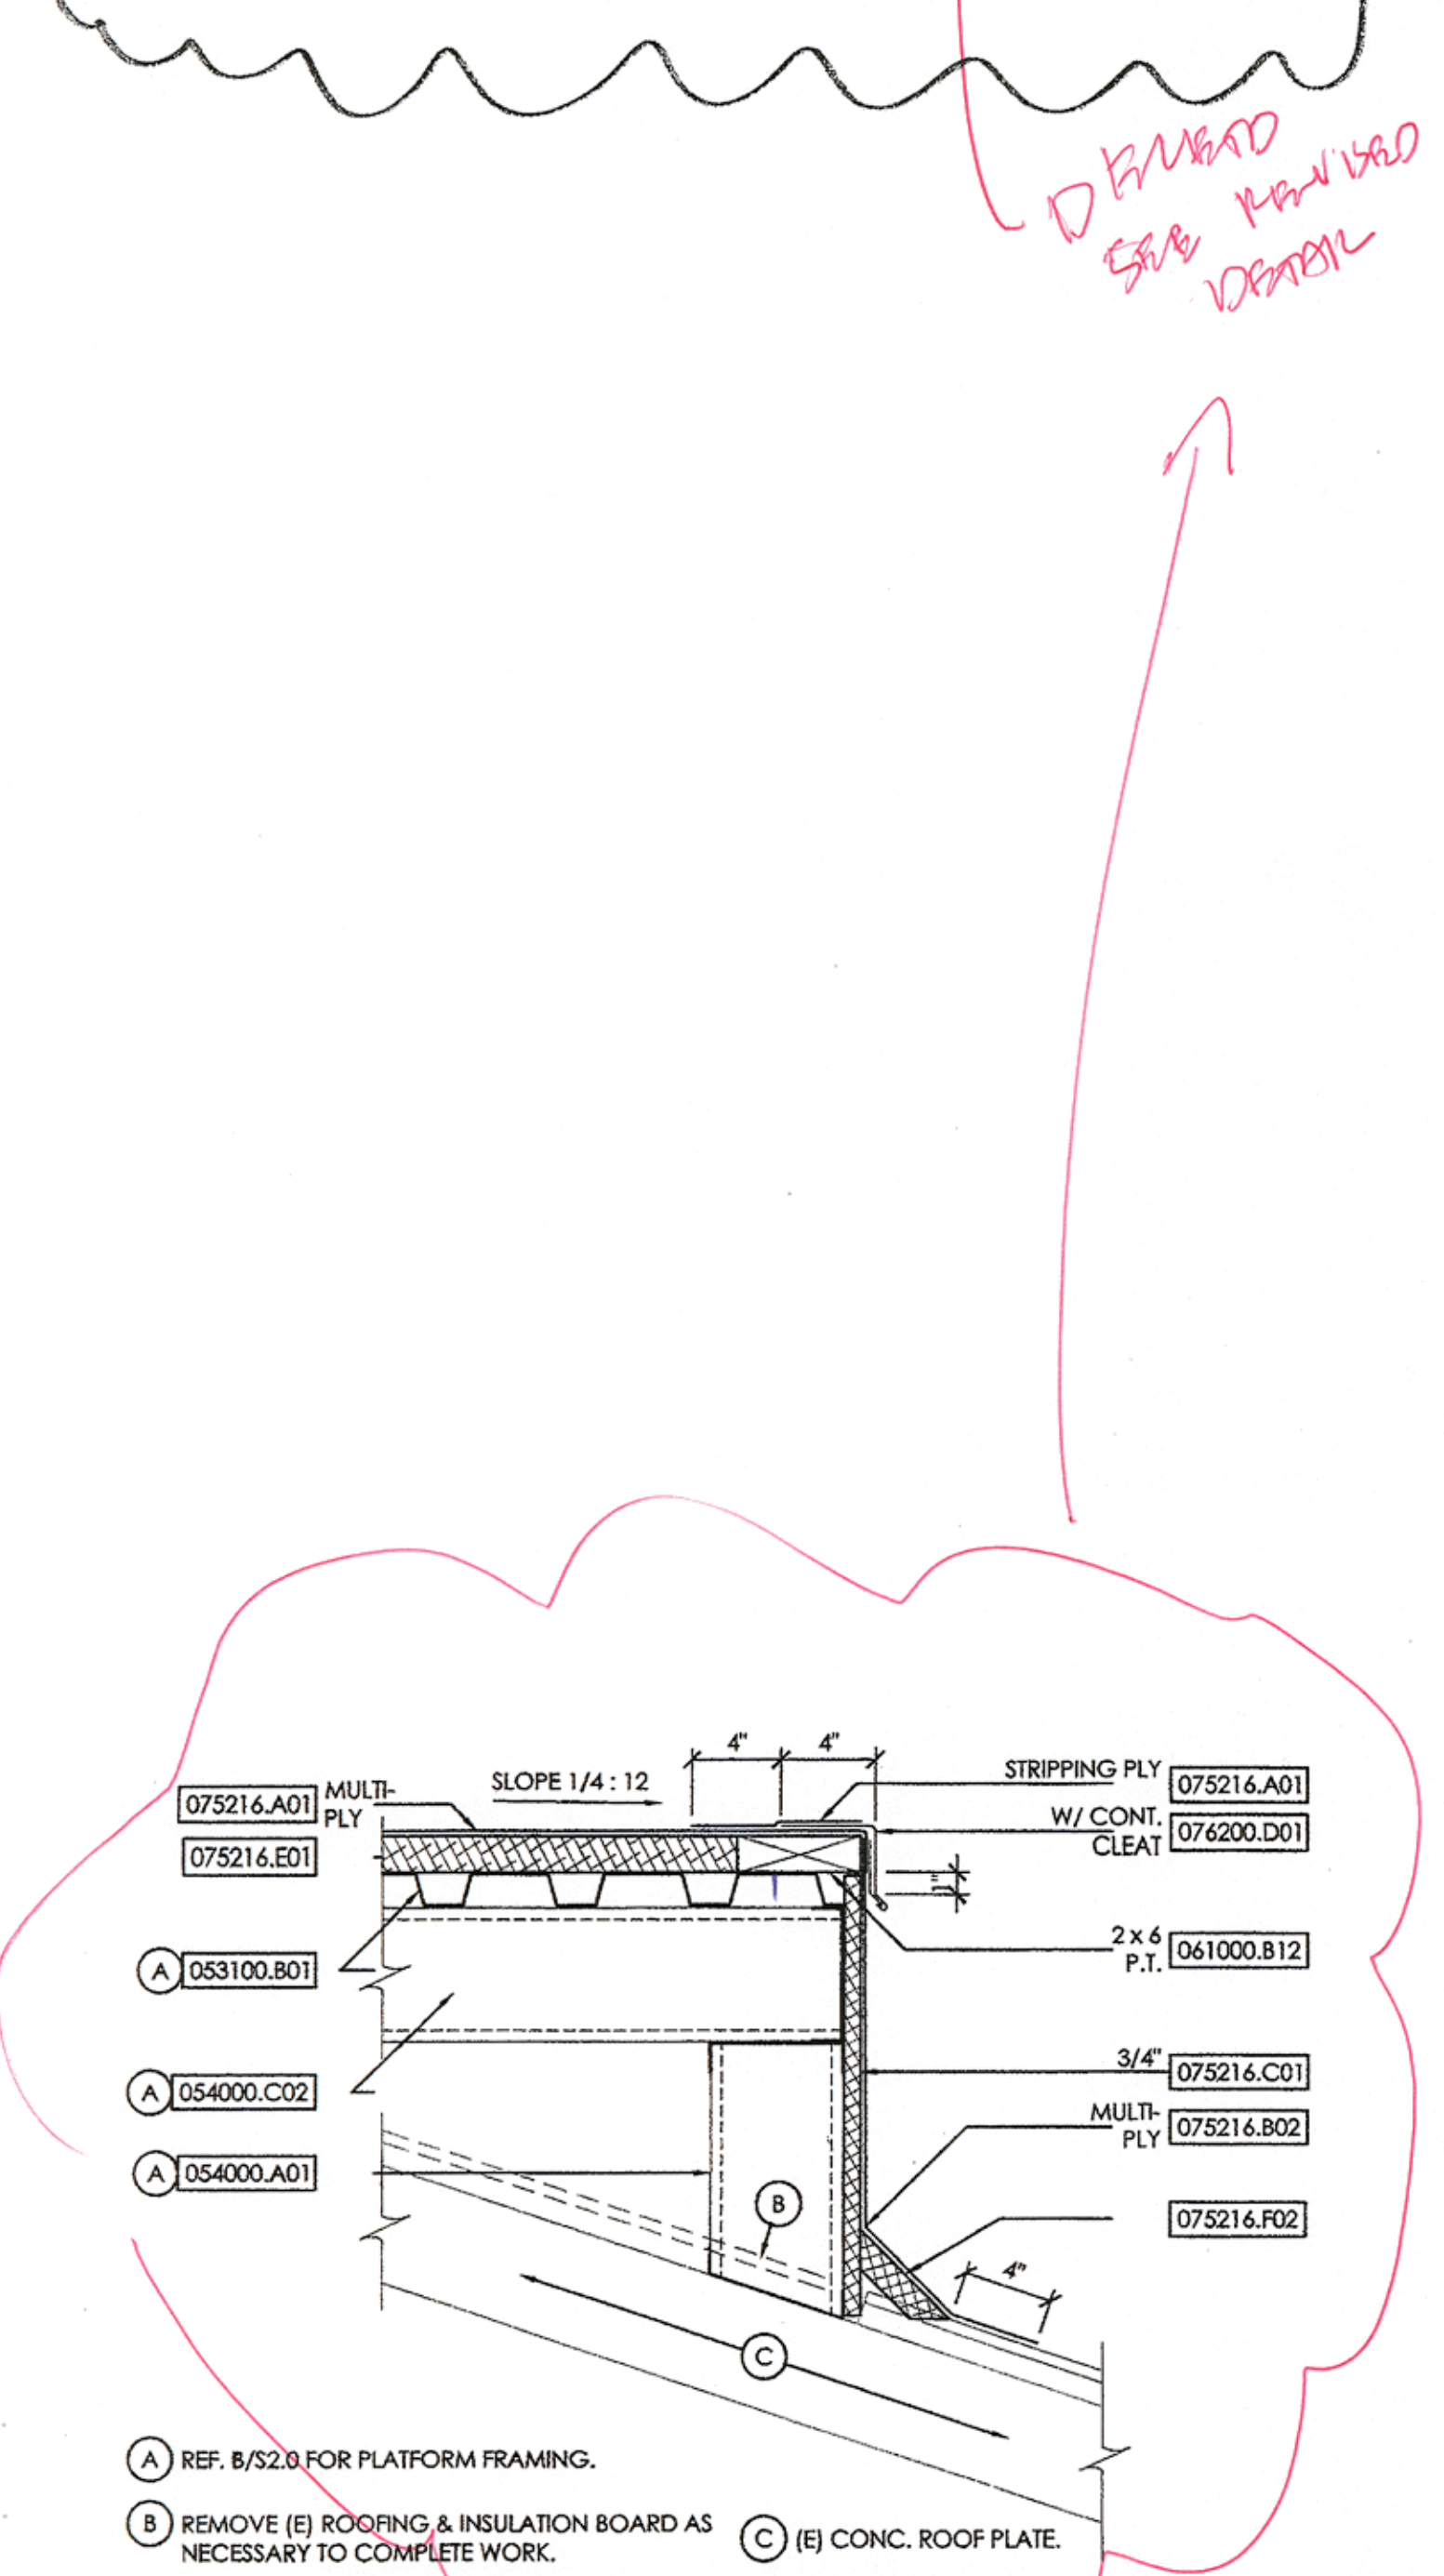 DENIED
SEE REVISED
DETAIL
4" 4"
SLOPE 1/4 : 12
075216.A01 MULTI-
PLY
075216.E01
STRIPPING PLY 075216.A01
W/ CONT.
CLEAT 076200.D01
1"
A 053100.B01
2 x 6
P.T. 061000.B12
A 054000.C02
3/4" 075216.C01
MULTI-
PLY 075216.B02
A 054000.A01
B
075216.F02
4"
C
A REF. B/S2.0 FOR PLATFORM FRAMING.
B REMOVE (E) ROOFING & INSULATION BOARD AS
NECESSARY TO COMPLETE WORK.
C (E) CONC. ROOF PLATE.